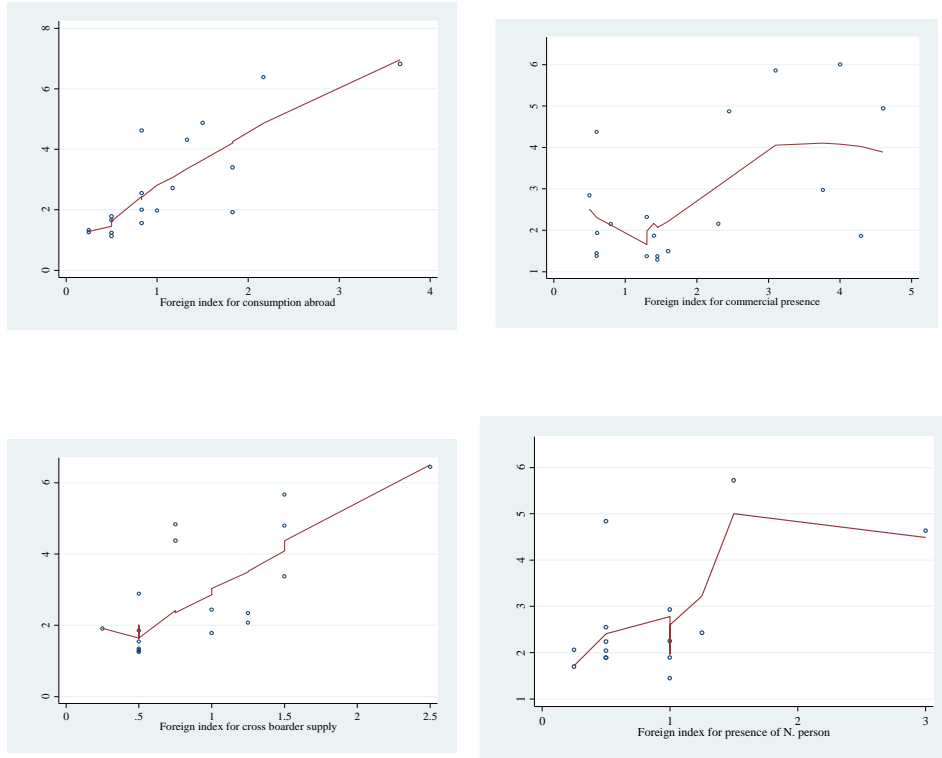 8
6
4
2
0
0 1 2 3 4
Foreign index for consumption abroad
6
5
4
3
2
1
0 1 2 3 4 5
Foreign index for commercial presence
6
4
2
0
0 .5 1 1.5 2 2.5
Foreign index for cross boarder supply
6
5
4
3
2
1
0 1 2 3
Foreign index for presence of N. person